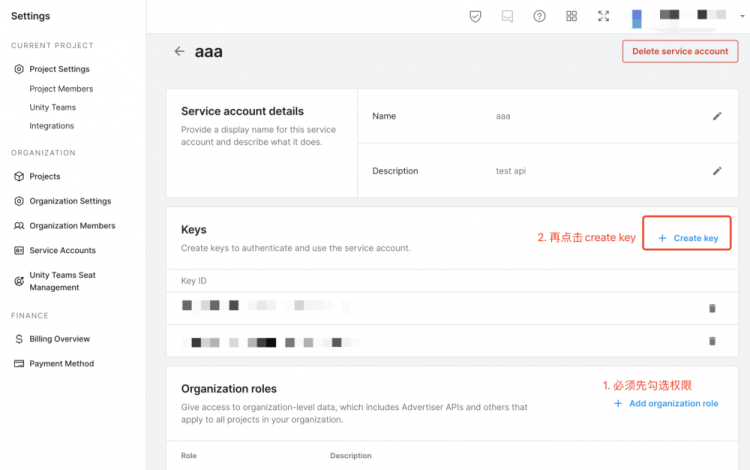 Settings
CURRENT PROJECT
Project Settings
Project Members
Unity Teams
Integrations
ORGANIZATION
Projects
Organization Settings
Organization Members
Service Accounts
Unity Teams Seat
Management
FINANCE
Billing Overview
Payment Method
aaa
Delete service account
Service account details
Provide a display name for this service
account and describe what it does.
Name
aaa
Description
test api
Keys
Create keys to authenticate and use the service account.
2. 再点击 create key
+ Create key
Key ID
Organization roles
Give access to organization-level data, which includes Advertiser APIs and others that
apply to all projects in your organization.
1. 必须先勾选权限
+ Add organization role
Role
Description